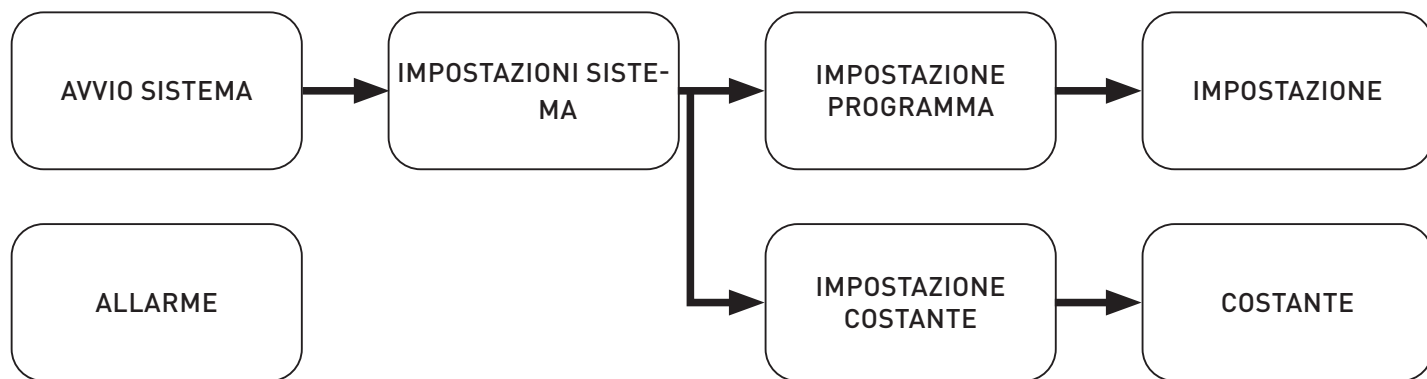 AVVIO SISTEMA
IMPOSTAZIONI SISTE-
MA
IMPOSTAZIONE
PROGRAMMA
IMPOSTAZIONE
ALLARME
IMPOSTAZIONE
COSTANTE
COSTANTE